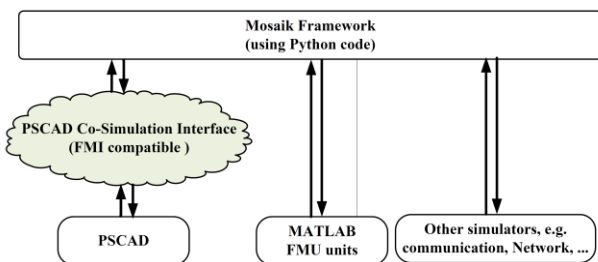 Mosaik Framework
(using Python code)
PSCAD Co-Simulation Interface
(FMI compatible )
PSCAD
MATLAB
FMU units
Other simulators, e.g.
communication, Network, ...